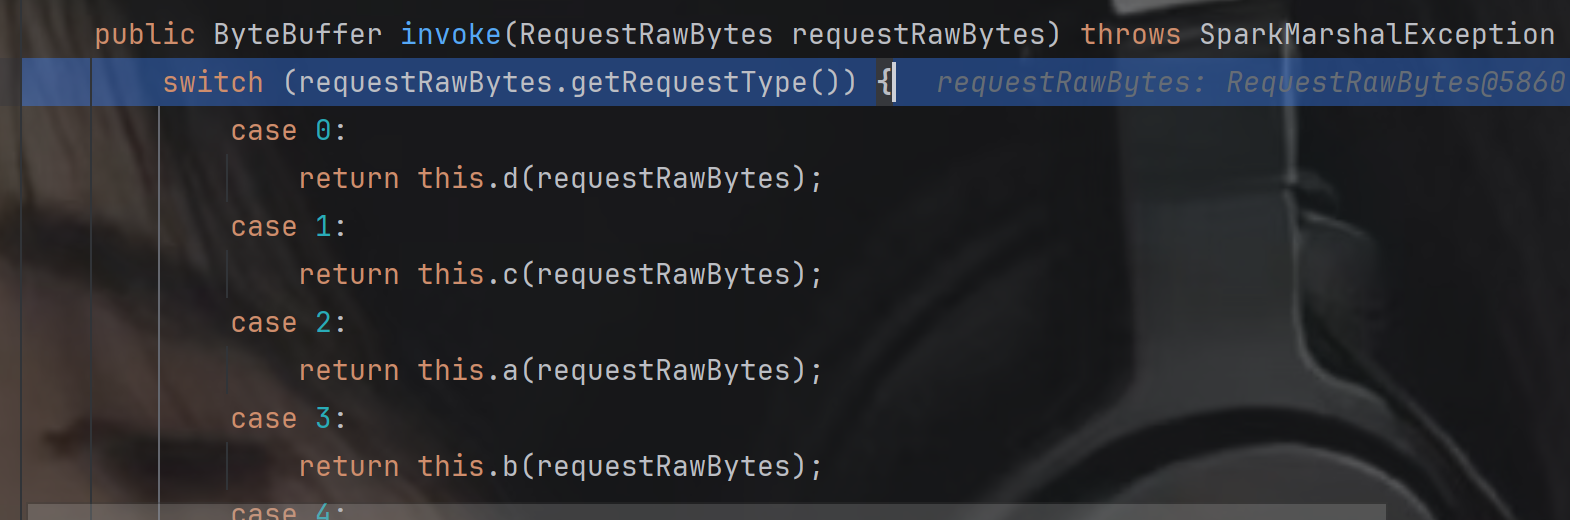 public ByteBuffer invoke(RequestRawBytes requestRawBytes) throws SparkMarshalException
switch (requestRawBytes.getRequestType()) { requestRawBytes: RequestRawBytes@5860
case 0:
return this.d(requestRawBytes);
case 1:
return this.c(requestRawBytes);
case 2:
return this.a(requestRawBytes);
case 3:
return this.b(requestRawBytes);
case 4: